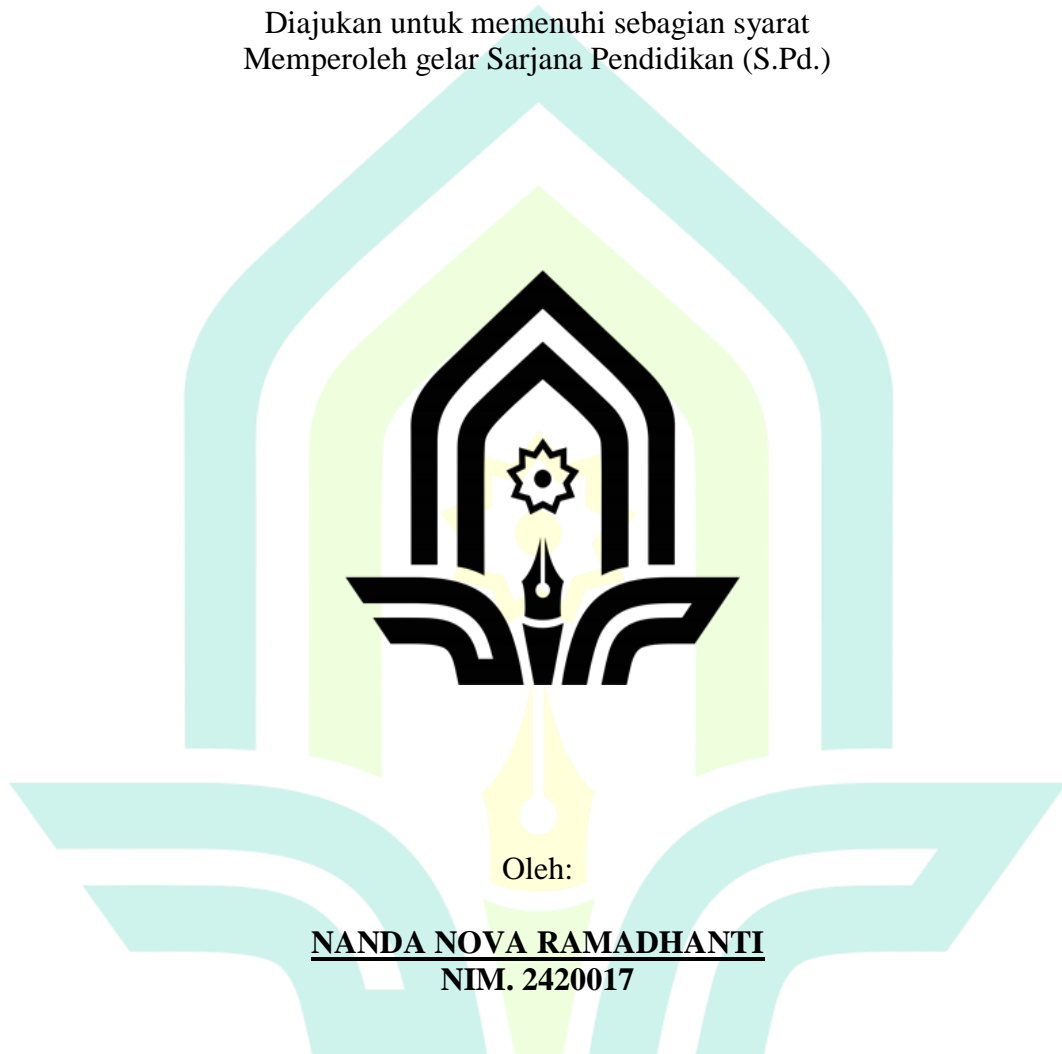 Diajukan untuk memenuhi sebagian syarat
Memperoleh gelar Sarjana Pendidikan (S.Pd.)
Oleh:
NANDA NOVA RAMADHANTI
NIM. 2420017